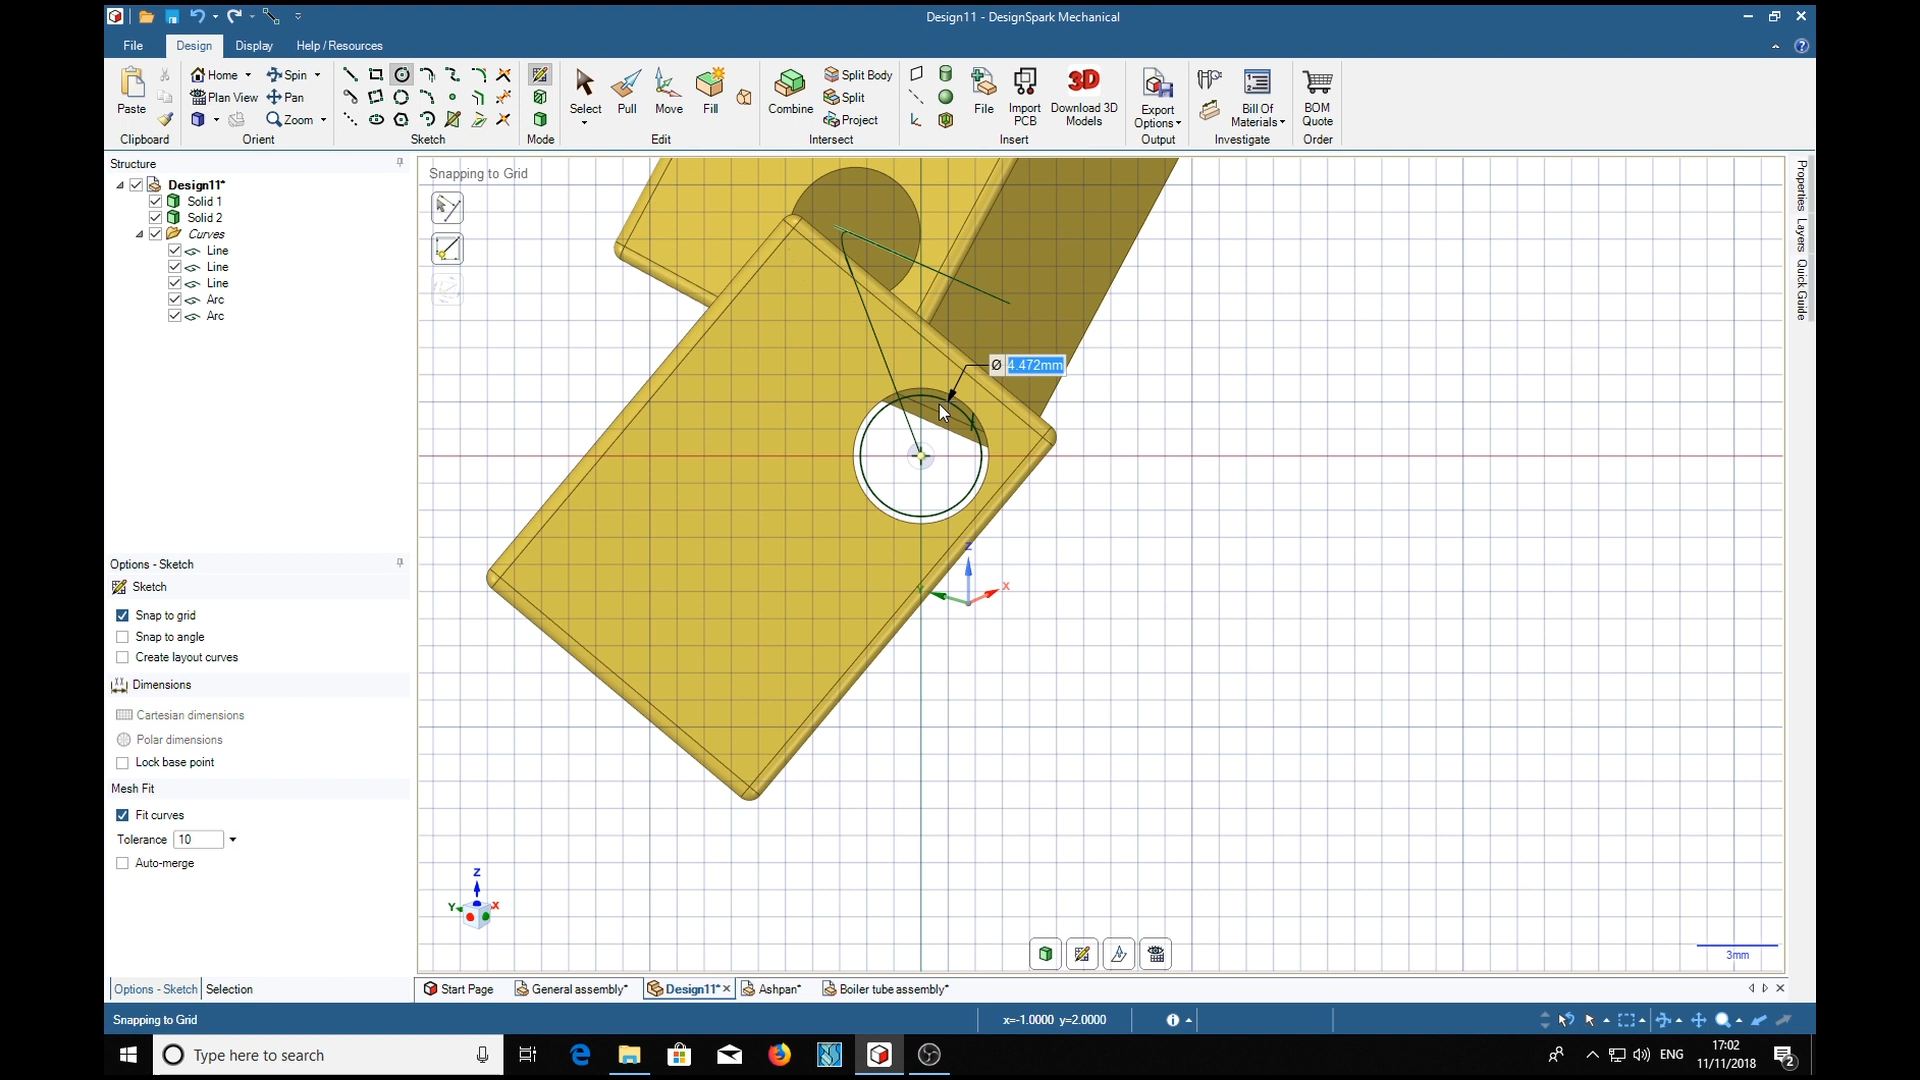 Design11 - DesignSpark Mechanical
File Design Display Help / Resources
Home Spin Split Body
Plan View Pan Split
Zoom Project
Paste Select Pull Move Fill Combine File Import PCB Download 3D Models Export Options Bill Of Materials BOM Quote
3D
Clipboard Orient Sketch Mode Edit Intersect Insert Output Investigate Order
Structure
Design11*
Solid 1
Solid 2
Curves
Line
Line
Line
Arc
Arc
Snapping to Grid
Ø 4.472mm
Z
X
Y
Properties
Layers
Quick Guide
Options - Sketch
Sketch
Snap to grid
Snap to angle
Create layout curves
Dimensions
Cartesian dimensions
Polar dimensions
Lock base point
Mesh Fit
Fit curves
Tolerance 10
Auto-merge
Z
Y
X
3mm
Options - Sketch Selection
Start Page General assembly* Design11* Ashpan* Boiler tube assembly*
Snapping to Grid x=-1.0000 y=2.0000
Type here to search
ENG
17:02
11/11/2018
2